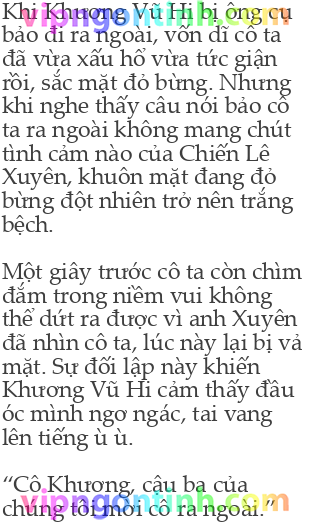 Khi Khương Vũ Hi bị ông cụ
bảo đi ra ngoài, vốn dĩ cô ta
đã vừa xấu hổ vừa tức giận
rồi, sắc mặt đỏ bừng. Nhưng
khi nghe thấy câu nói bảo cô
ta ra ngoài không mang chút
tình cảm nào của Chiến Lê
Xuyên, khuôn mặt đang đỏ
bừng đột nhiên trở nên trắng
bệch.
Một giây trước cô ta còn chìm
đắm trong niềm vui không
thể dứt ra được vì anh Xuyên
đã nhìn cô ta, lúc này lại bị vả
mặt. Sự đối lập này khiến
Khương Vũ Hi cảm thấy đầu
óc mình ngơ ngác, tai vang
lên tiếng ù ù.
“Cô Khương, cậu ba của
chúng tôi mời cô ra ngoài.”
vipngontinh.com
vipngontinh.com
vipngontinh.com